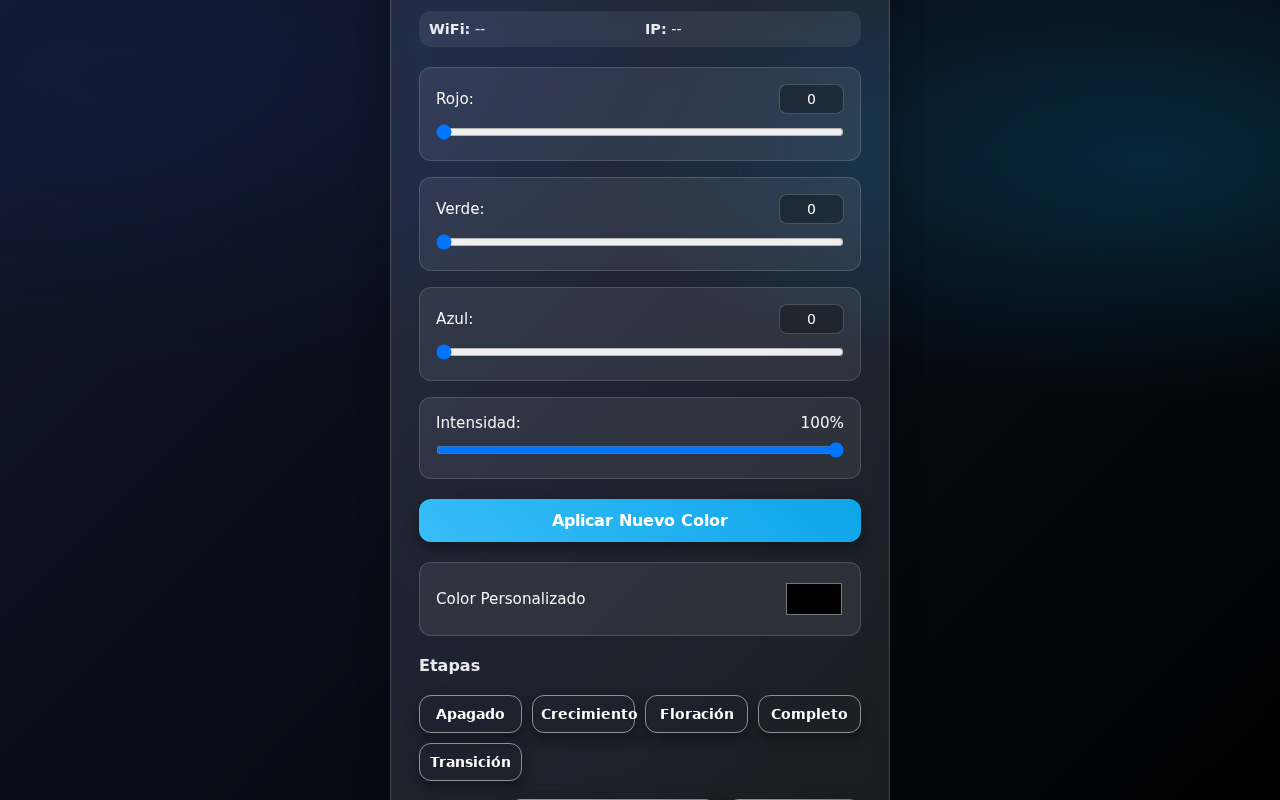 WiFi: -- IP: --
Rojo: 0
Verde: 0
Azul: 0
Intensidad: 100%
Aplicar Nuevo Color
Color Personalizado
Etapas
Apagado Crecimiento Floración Completo
Transición